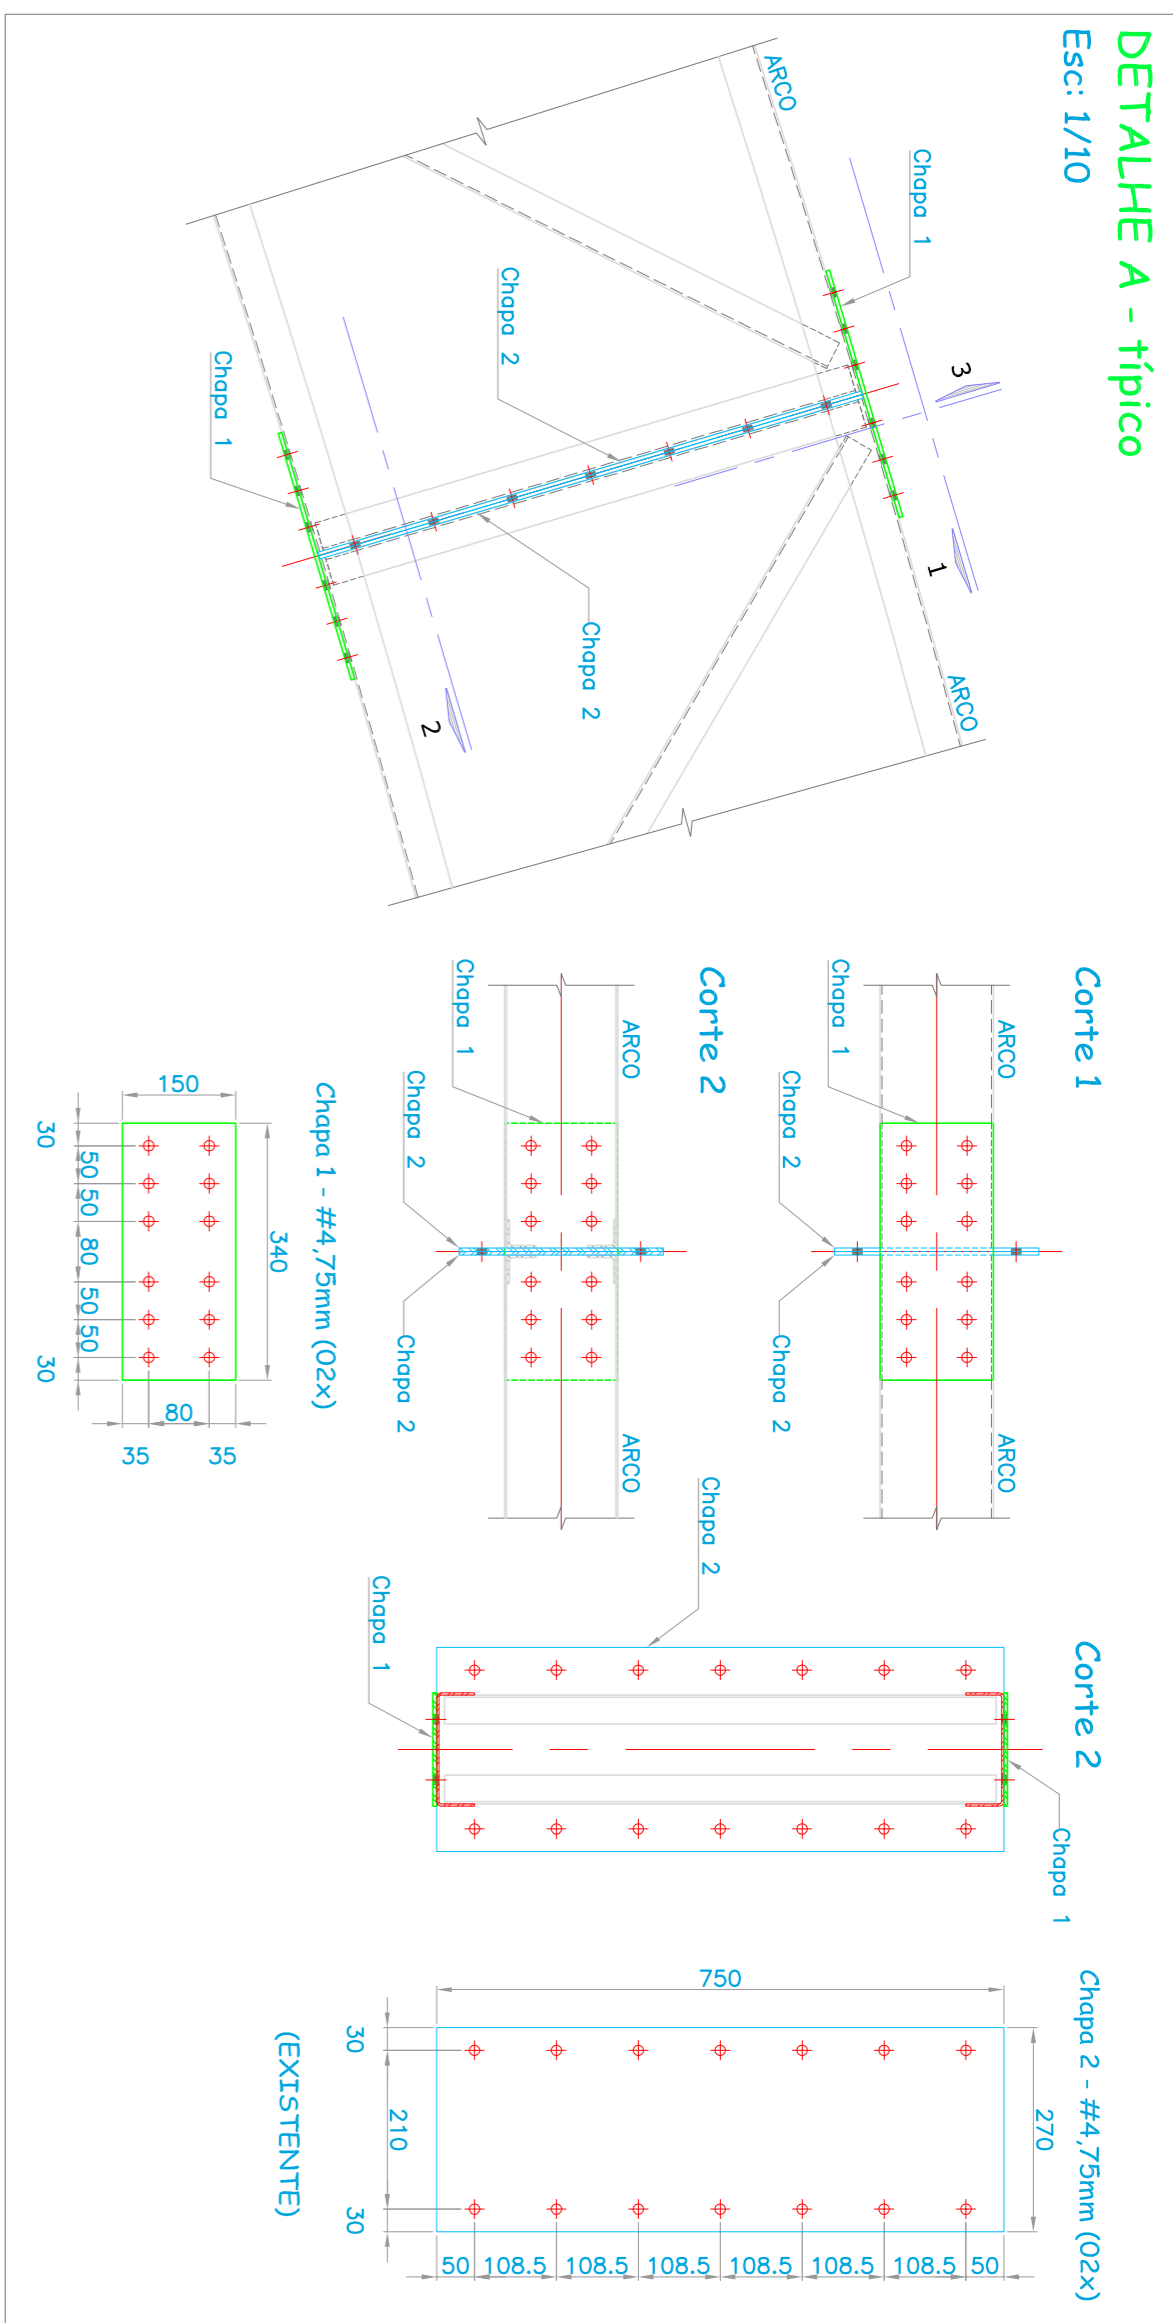 DETALHE A - típico
Esc: 1/10
ARCO
Chapa 1
3
Chapa 2
Chapa 1
1
ARCO
Chapa 2
2
Corte 1
ARCO
Chapa 1
Chapa 2
Chapa 2
ARCO
Corte 2
ARCO
Chapa 1
Chapa 2
Chapa 2
ARCO
Chapa 1 - #4,75mm (02x)
340
150
30
50
50
80
50
50
30
35
80
35
Corte 2
Chapa 1
Chapa 2
Chapa 1
Chapa 2 - #4,75mm (02x)
270
750
50
108.5
108.5
108.5
108.5
108.5
108.5
50
30
210
30
(EXISTENTE)